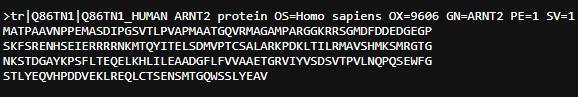 >tr|Q86TN1|Q86TN1_HUMAN ARNT2 protein OS=Homo sapiens OX=9606 GN=ARNT2 PE=1 SV=1
MATPAAVNPPEMASDIPGSVTLPVAPMAATGQVRMAGAMPARGGKRRSGMDFDDEDGEGP
SKFSRENHSEIERRRRNKMTQYITELSDMVPTCSALARKPDKLTILRMAVSHMKSMRGTG
NKSTDGAYKPSFLTEQELKHLILEAADGFLFVVAAETGRVIYVSDSVTPVLNQPQSEWFG
STLYEQVHPDDVEKLREQLCTSENSMTGQWSSLYEAV